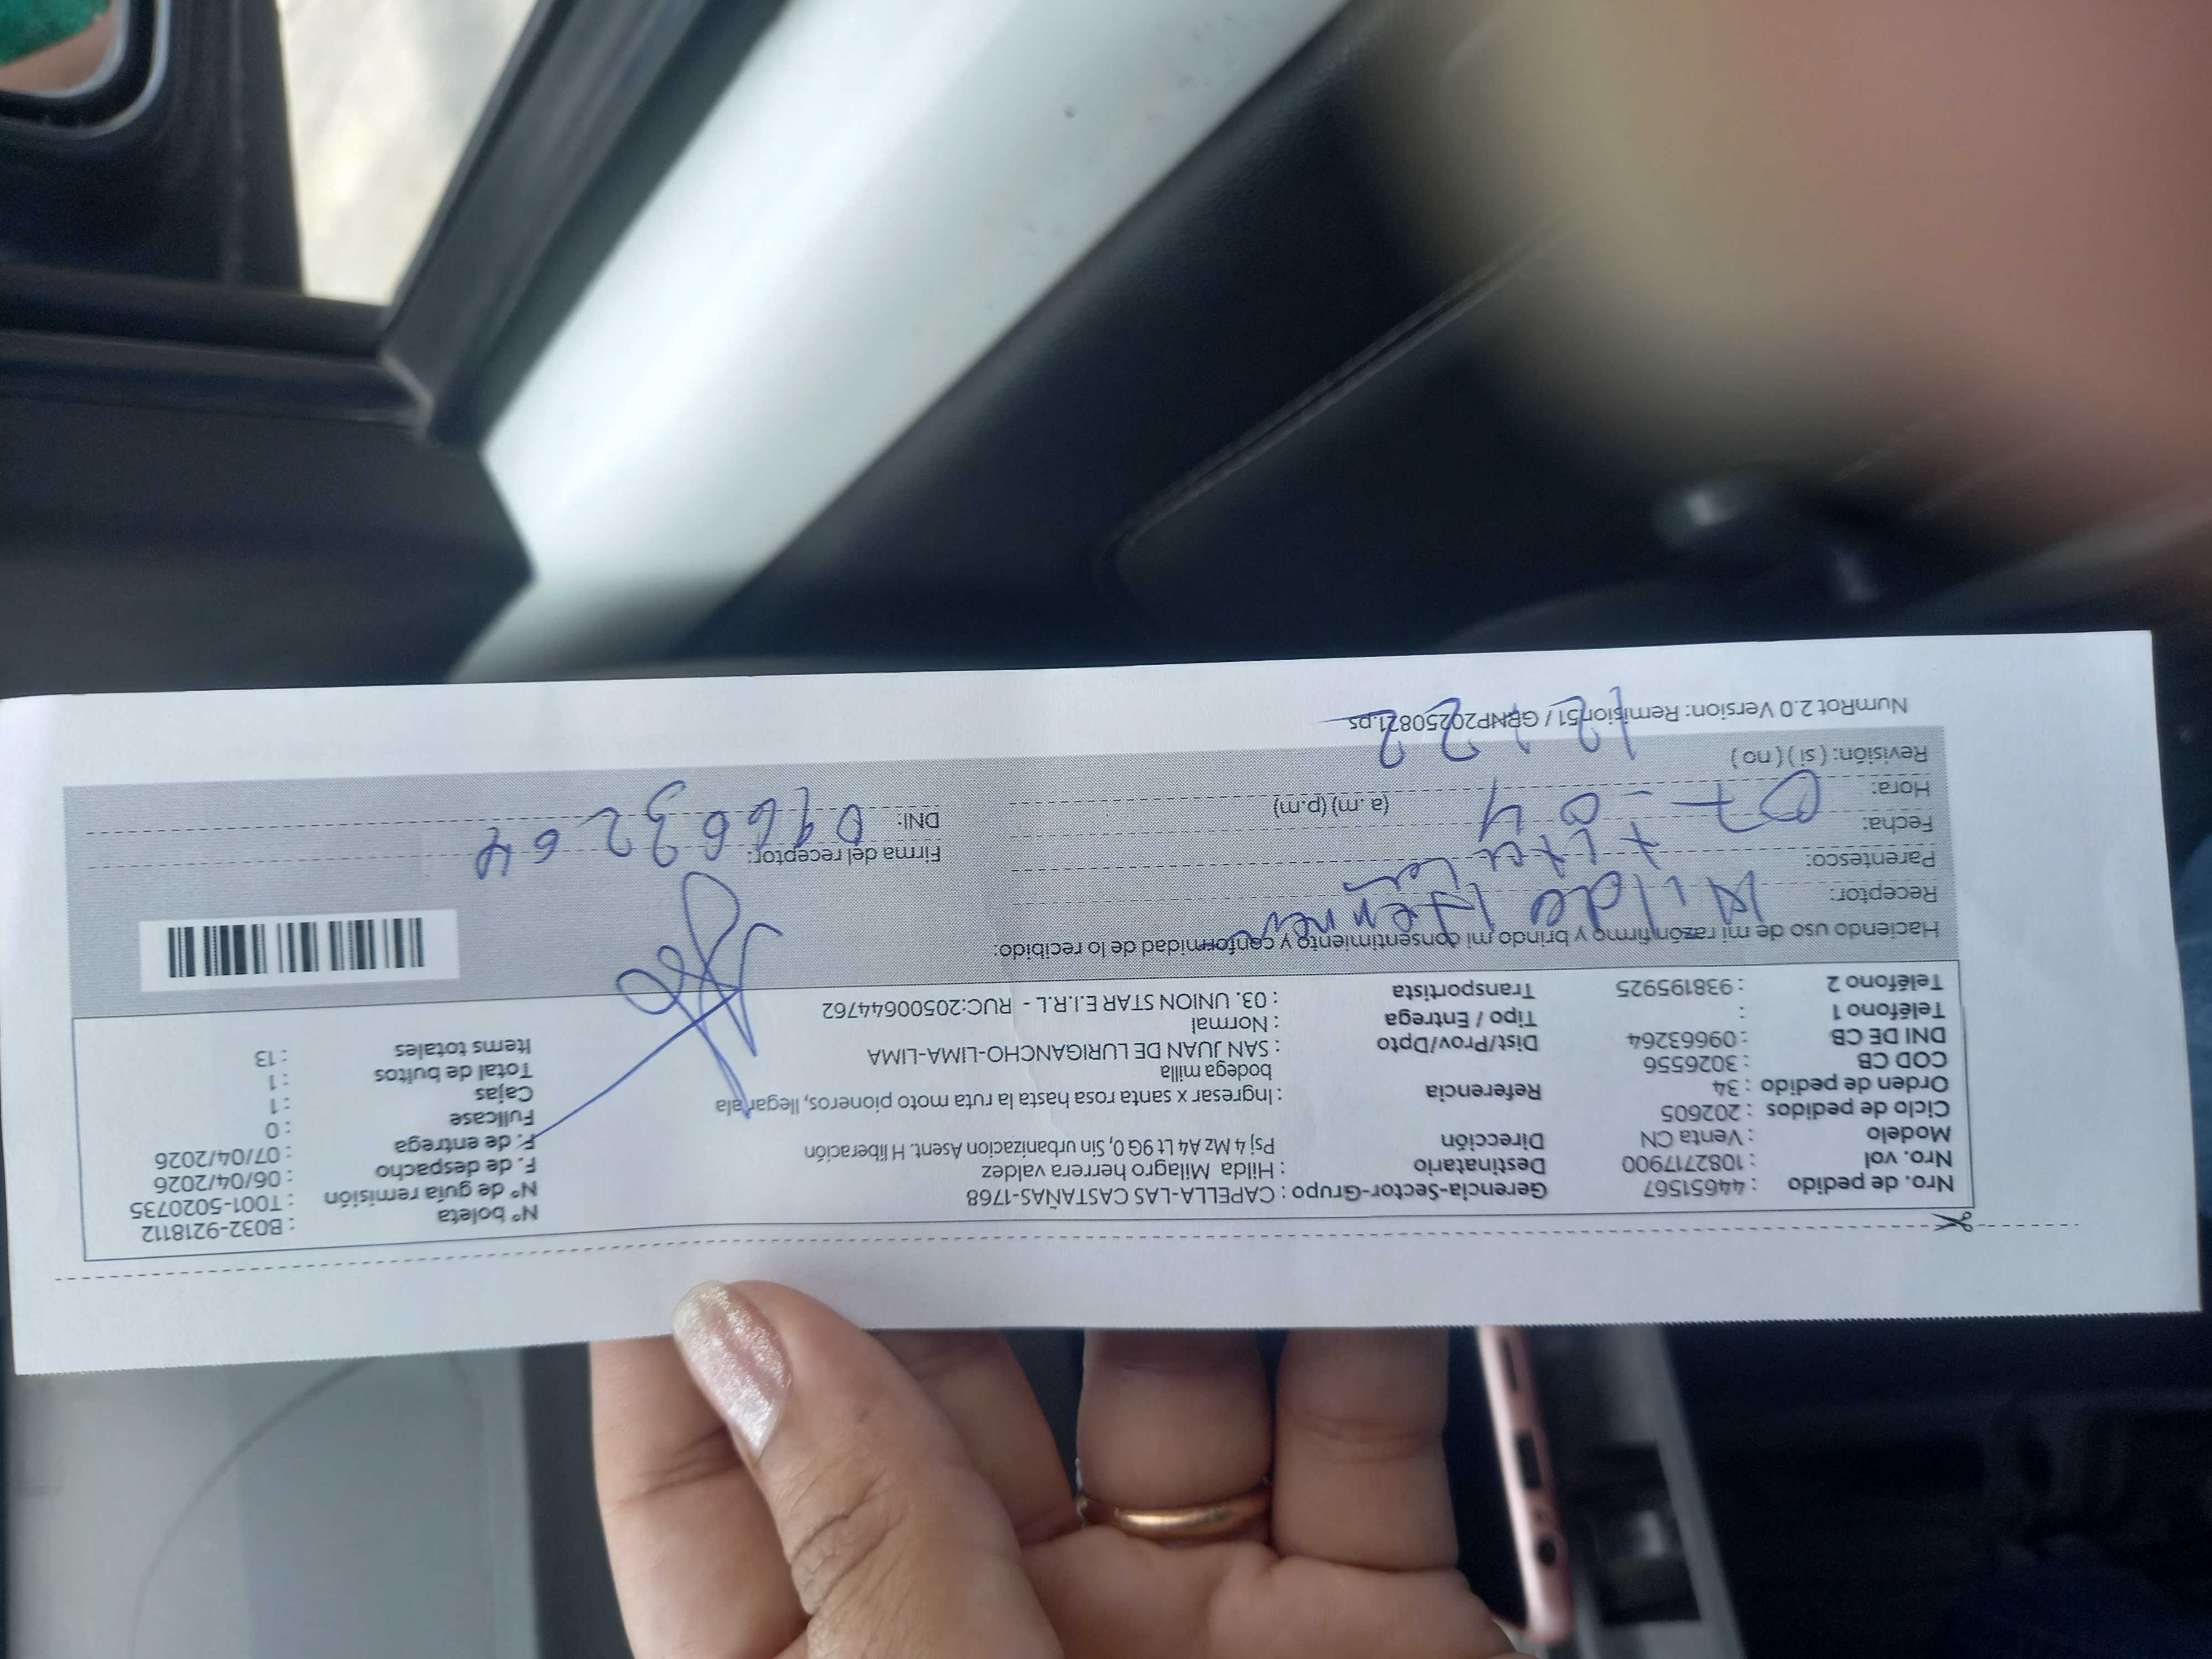 Nro. de pedido : 44651567
Nro. vol : 1082717900
Modelo : Venta CN
Ciclo de pedidos : 202605
Orden de pedido : 34
COD CB : 3026556
DNI DE CB : 09663264
Teléfono 1 :
Teléfono 2 : 938195925
Gerencia-Sector-Grupo : CAPELLA-LAS CASTAÑAS-1768
Destinatario : Hilda Milagro herrera valdez
Dirección Psj 4 Mz A4 Lt 9G 0, Sin urbanizacion Asent. H liberación
Referencia : Ingresar x santa rosa hasta la ruta moto pioneros, llegar ala
bodega milla
Dist/Prov/Dpto : SAN JUAN DE LURIGANCHO-LIMA-LIMA
Tipo / Entrega : Normal
Transportista : 03. UNION STAR E.I.R.L - RUC:20500644762
N° boleta : B032-9218112
N° de guía remisión : T001-5020735
F. de despacho : 06/04/2026
F. de entrega : 07/04/2026
Fullcase : 0
Cajas : 1
Total de bultos : 1
Items totales : 13
Haciendo uso de mi razón firmo y brindo mi consentimiento y conformidad de lo recibido:
Receptor: Hilda Herrera
Parentesco: titular
Fecha: 07-04
Hora: (a. m) (p.m)
Revisión: ( si ) ( no )
Firma del receptor:
DNI: 09663264
NumRot 2.0 Version: Remision51 / GRNP20250821.ps